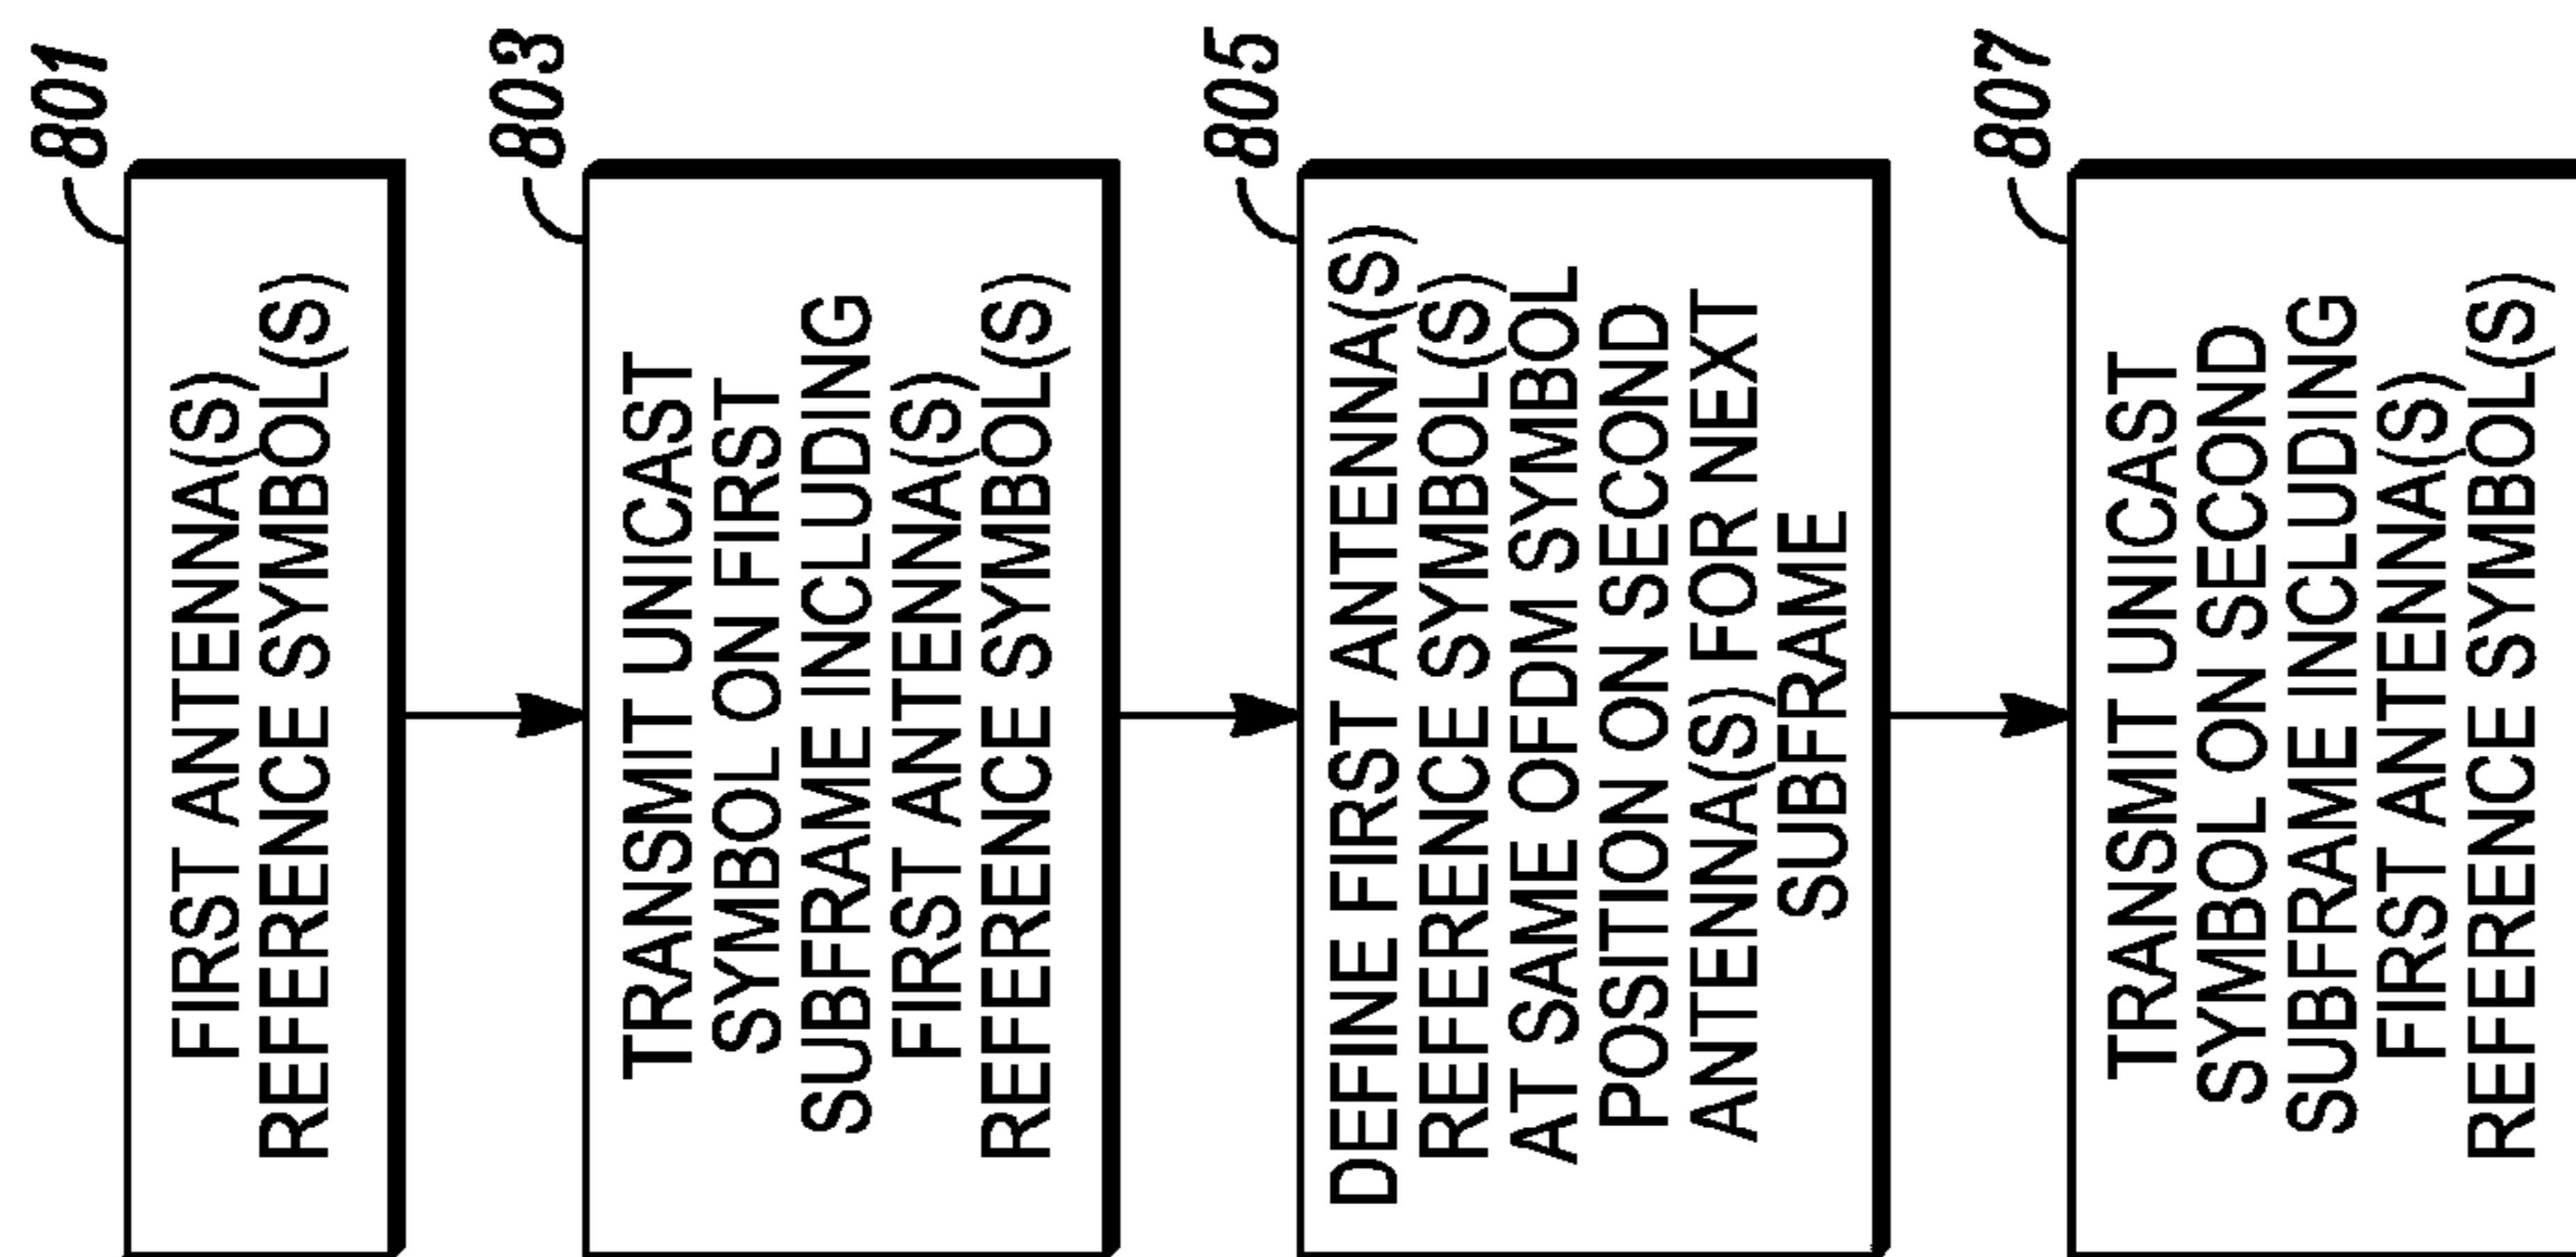 801
FIRST ANTENNA(S)
REFERENCE SYMBOL(S)
803
TRANSMIT UNICAST
SYMBOL ON FIRST
SUBFRAME INCLUDING
FIRST ANTENNA(S)
REFERENCE SYMBOL(S)
805
DEFINE FIRST ANTENNA(S)
REFERENCE SYMBOL(S)
AT SAME OFDM SYMBOL
POSITION ON SECOND
ANTENNA(S) FOR NEXT
SUBFRAME
807
TRANSMIT UNICAST
SYMBOL ON SECOND
SUBFRAME INCLUDING
FIRST ANTENNA(S)
REFERENCE SYMBOL(S)